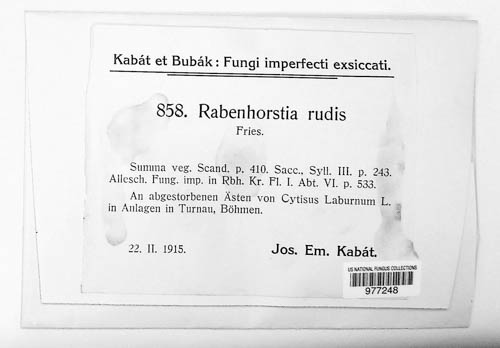 Kabát et Bubák : Fungi imperfecti exsiccati.
858. Rabenhorstia rudis
Fries.
Summa veg. Scand. p. 410. Sacc., Syll. III. p. 243.
Allesch. Fung. imp. in Rbh. Kr. Fl. I. Abt. VI. p. 533.
An abgestorbenen Ästen von Cytisus Laburnum L.
in Anlagen in Turnau, Böhmen.
22. II. 1915.
Jos. Em. Kabát.
US NATIONAL FUNGUS COLLECTIONS
977248